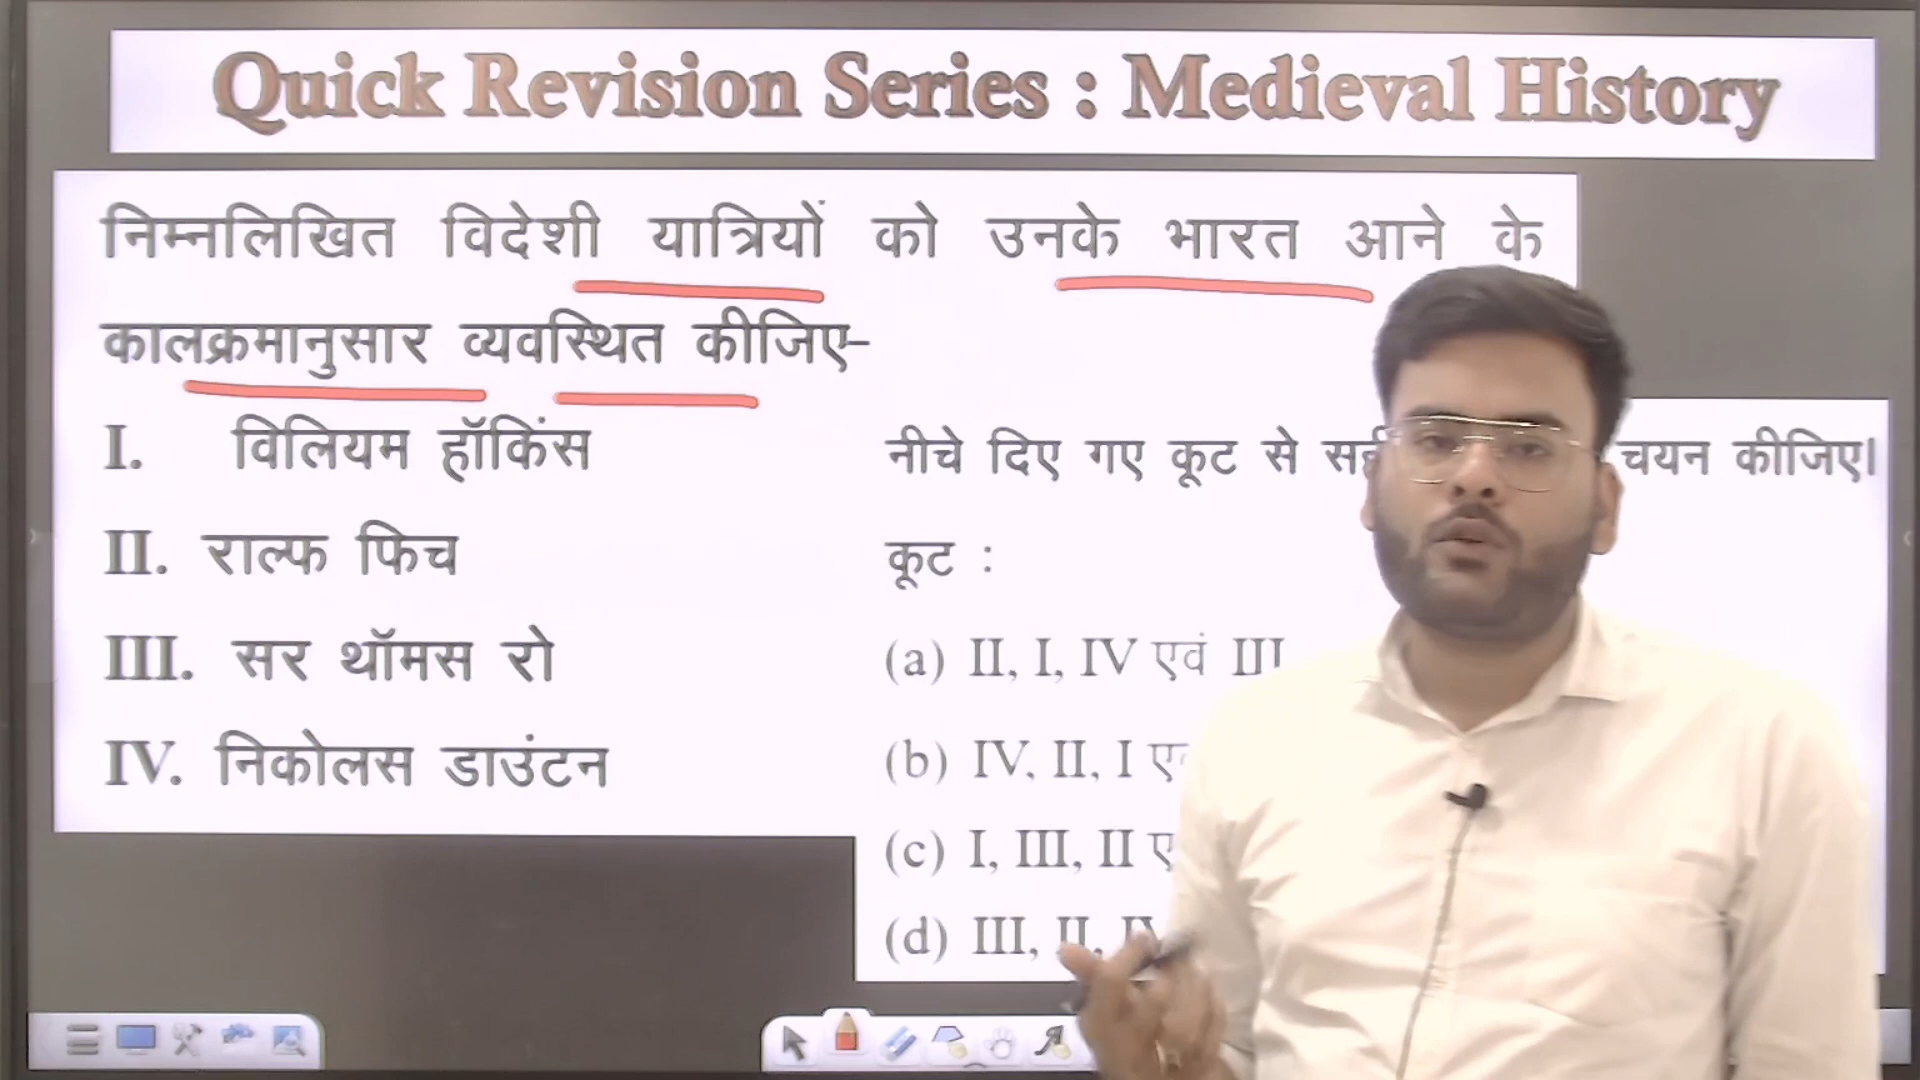 Quick Revision Series : Medieval History
निम्नलिखित विदेशी यात्रियों को उनके भारत आने के
कालक्रमानुसार व्यवस्थित कीजिए-
I. विलियम हॉकिंस
II. राल्फ फिच
III. सर थॉमस रो
IV. निकोलस डाउंटन
नीचे दिए गए कूट से चयन कीजिए।
कूट :
(a) II, I, IV एवं III
(b) IV, II, I
(c) I, III, II
(d) III, II, IV